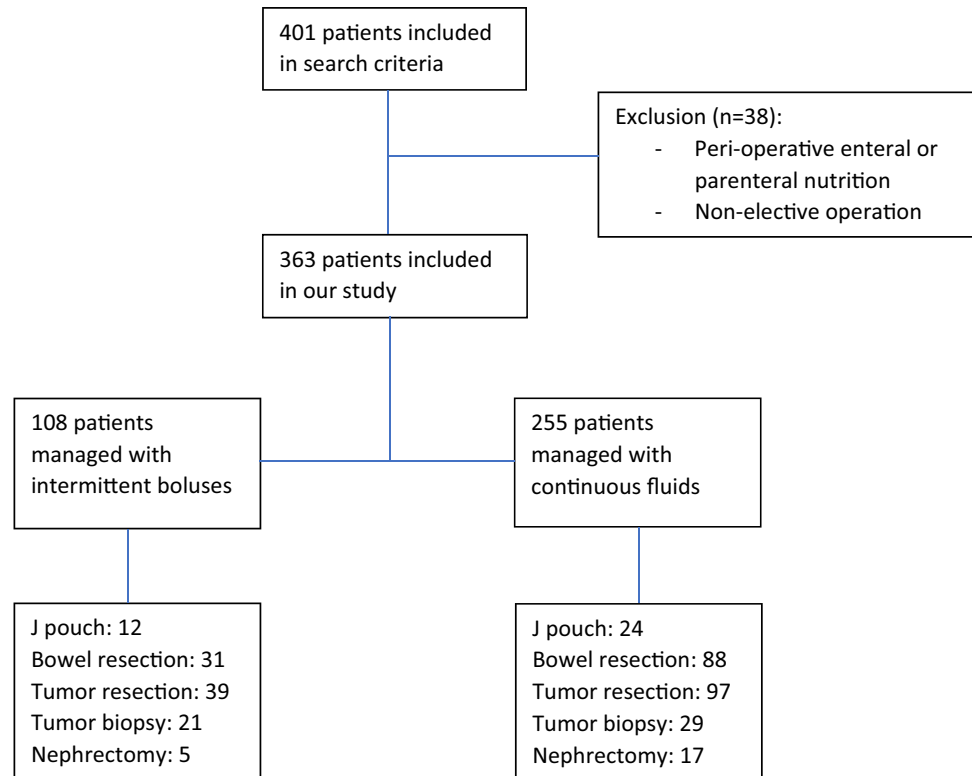 401 patients included
in search criteria
Exclusion (n=38):
- Peri-operative enteral or
parenteral nutrition
- Non-elective operation
363 patients included
in our study
108 patients
managed with
intermittent boluses
255 patients
managed with
continuous fluids
J pouch: 12
Bowel resection: 31
Tumor resection: 39
Tumor biopsy: 21
Nephrectomy: 5
J pouch: 24
Bowel resection: 88
Tumor resection: 97
Tumor biopsy: 29
Nephrectomy: 17